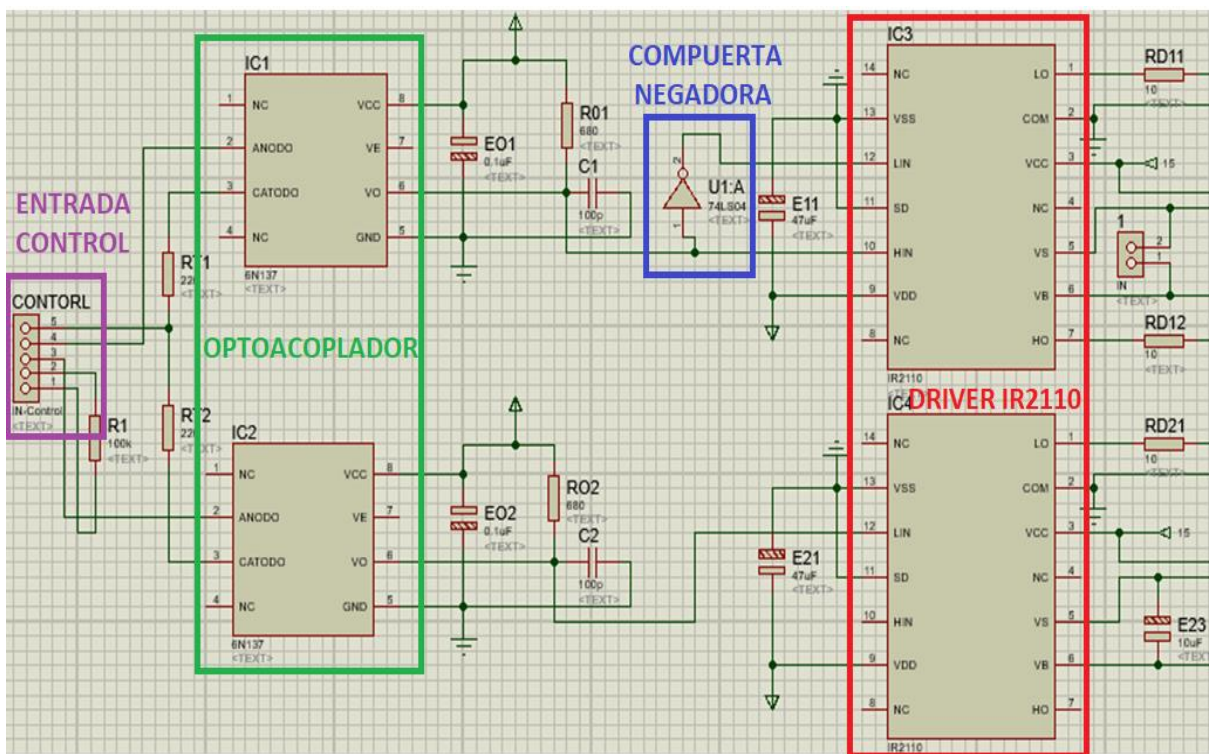 ENTRADA
CONTROL
CONTORL
5
4
3
2
1
IN-Control
<TEXT>
R1
100k
<TEXT>
RT1
<TEXT>
RT2
<TEXT>
OPTOACOPLADOR
IC1
1
NC
VCC
8
2
ANODO
VE
7
3
CATODO
VO
6
4
NC
GND
5
6N137
<TEXT>
IC2
1
NC
VCC
8
2
ANODO
VE
7
3
CATODO
VO
6
4
NC
GND
5
6N137
<TEXT>
EO1
0.1uF
<TEXT>
R01
680
<TEXT>
C1
100p
<TEXT>
EO2
0.1uF
<TEXT>
RO2
680
<TEXT>
C2
100p
<TEXT>
COMPUERTA
NEGADORA
2
1
U1:A
74LS04
<TEXT>
E11
47uF
<TEXT>
E21
47uF
<TEXT>
IC3
14
NC
LO
1
13
VSS
COM
2
12
LIN
VCC
3
11
SD
NC
4
10
HIN
VS
5
9
VDD
VB
6
8
NC
HO
7
IR2110
DRIVER IR2110
IC4
14
NC
LO
1
13
VSS
COM
2
12
LIN
VCC
3
11
SD
NC
4
10
HIN
VS
5
9
VDD
VB
6
8
NC
HO
7
IR2110
RD11
10
<TEXT>
15
1
2
1
IN
<TEXT>
RD12
10
<TEXT>
RD21
10
<TEXT>
15
E23
10uF